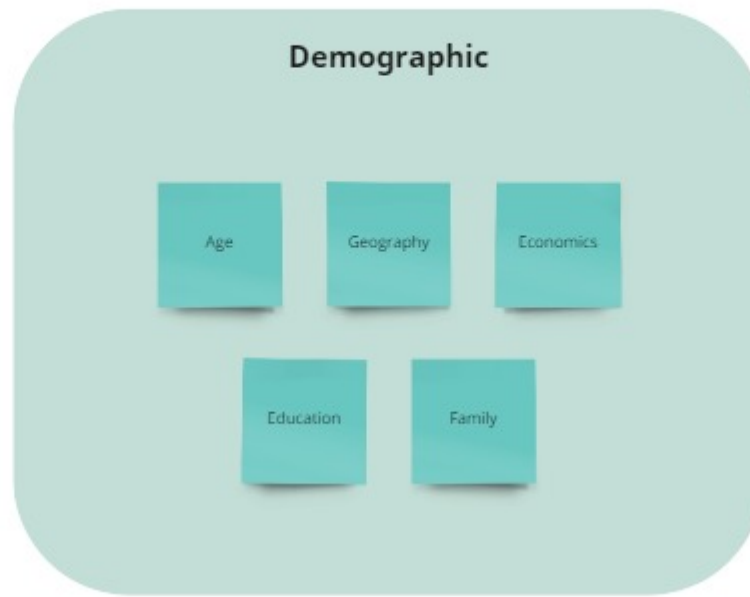 Demographic
Age
Geography
Economics
Education
Family